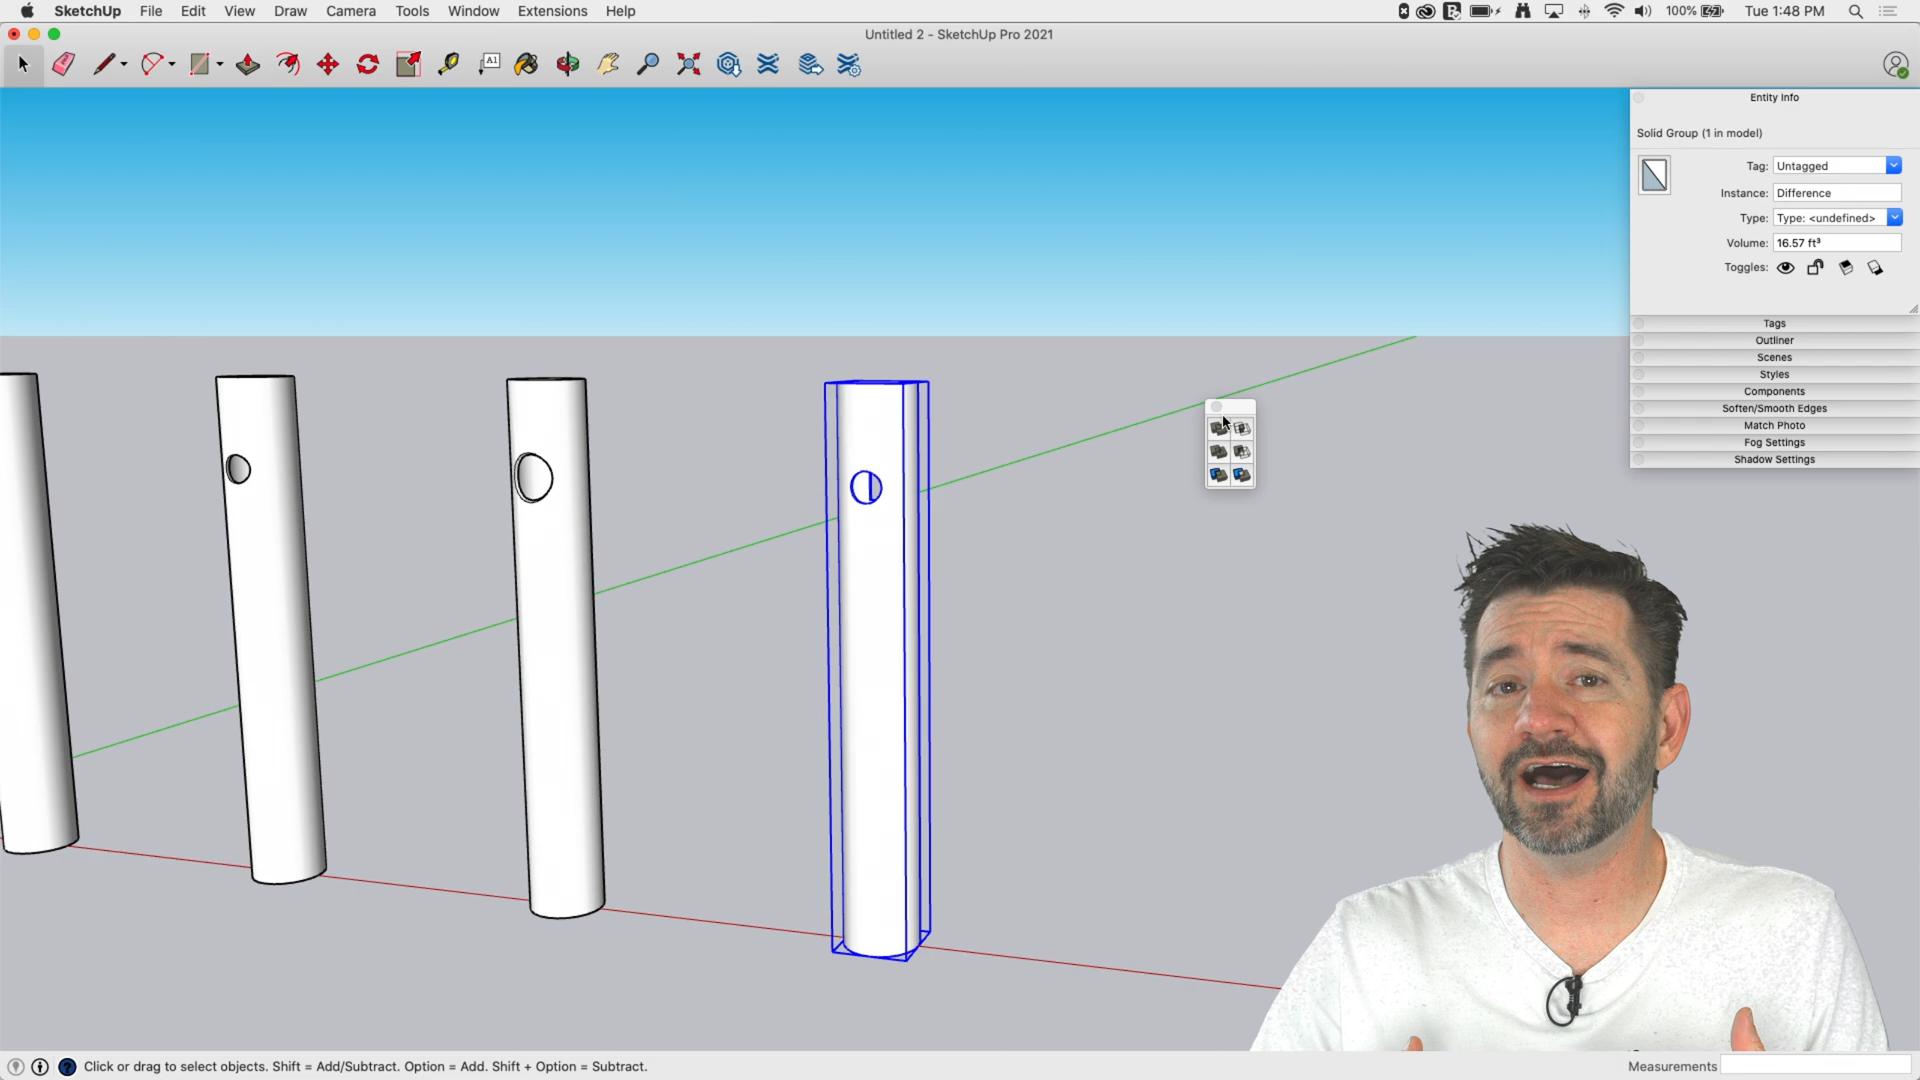 SketchUp File Edit View Draw Camera Tools Window Extensions Help 100% Tue 1:48 PM
Untitled 2 - SketchUp Pro 2021
A1
Entity Info
Solid Group (1 in model)
Tag: Untagged
Instance: Difference
Type: Type: <undefined>
Volume: 16.57 ft³
Toggles:
Tags
Outliner
Scenes
Styles
Components
Soften/Smooth Edges
Match Photo
Fog Settings
Shadow Settings
Click or drag to select objects. Shift = Add/Subtract. Option = Add. Shift + Option = Subtract. Measurements